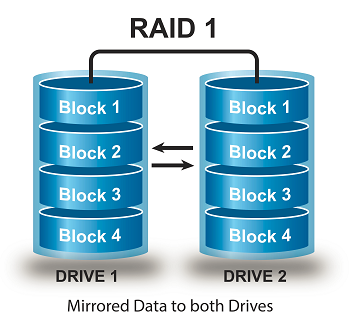 RAID 1
Block 1 Block 1
Block 2 Block 2
Block 3 Block 3
Block 4 Block 4
DRIVE 1 DRIVE 2
Mirrored Data to both Drives